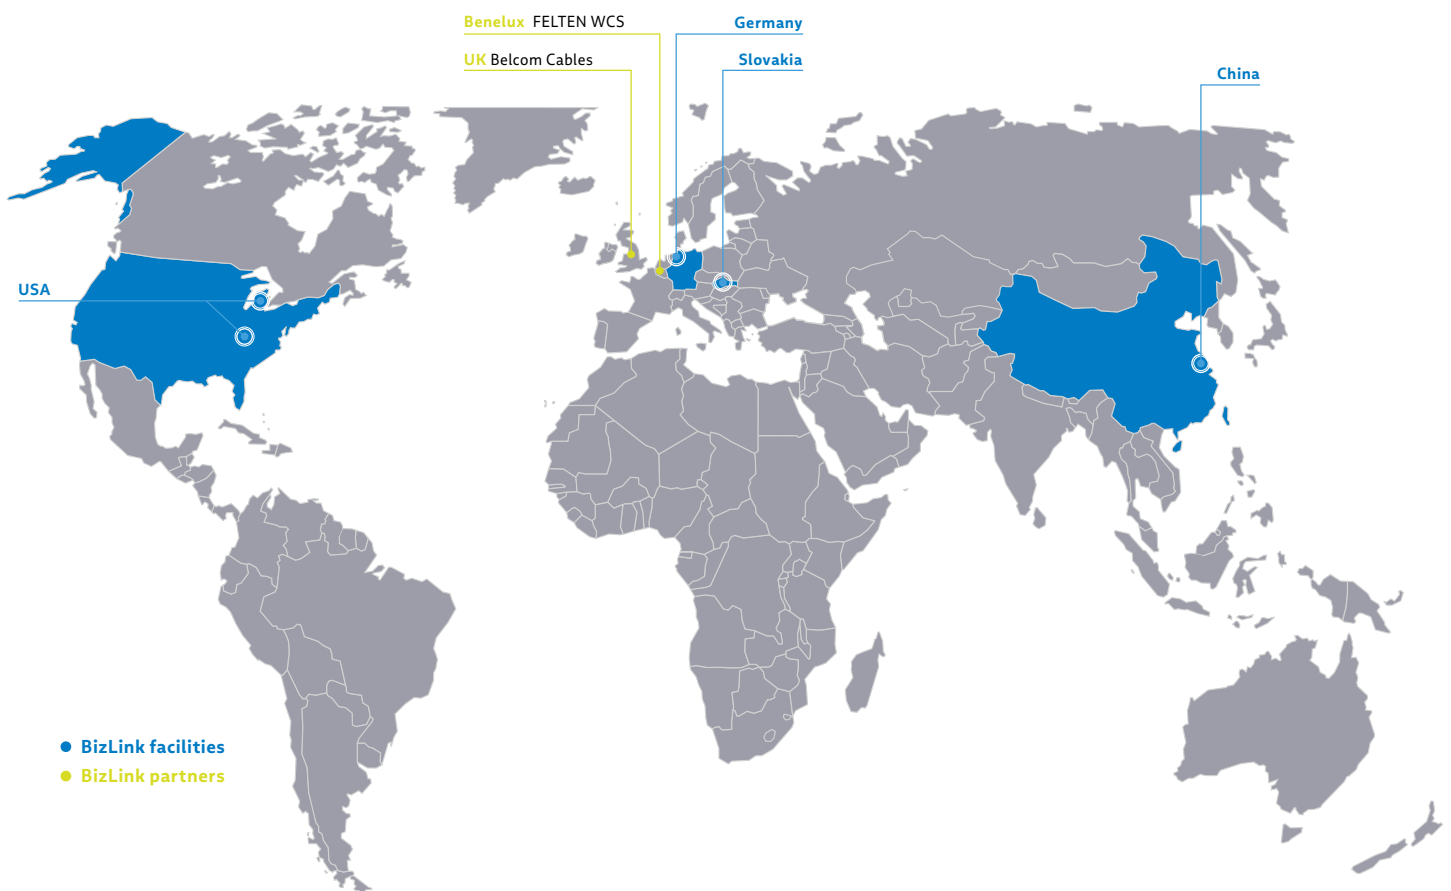 Benelux FELTEN WCS
Germany
UK Belcom Cables
Slovakia
China
USA
BizLink facilities
BizLink partners